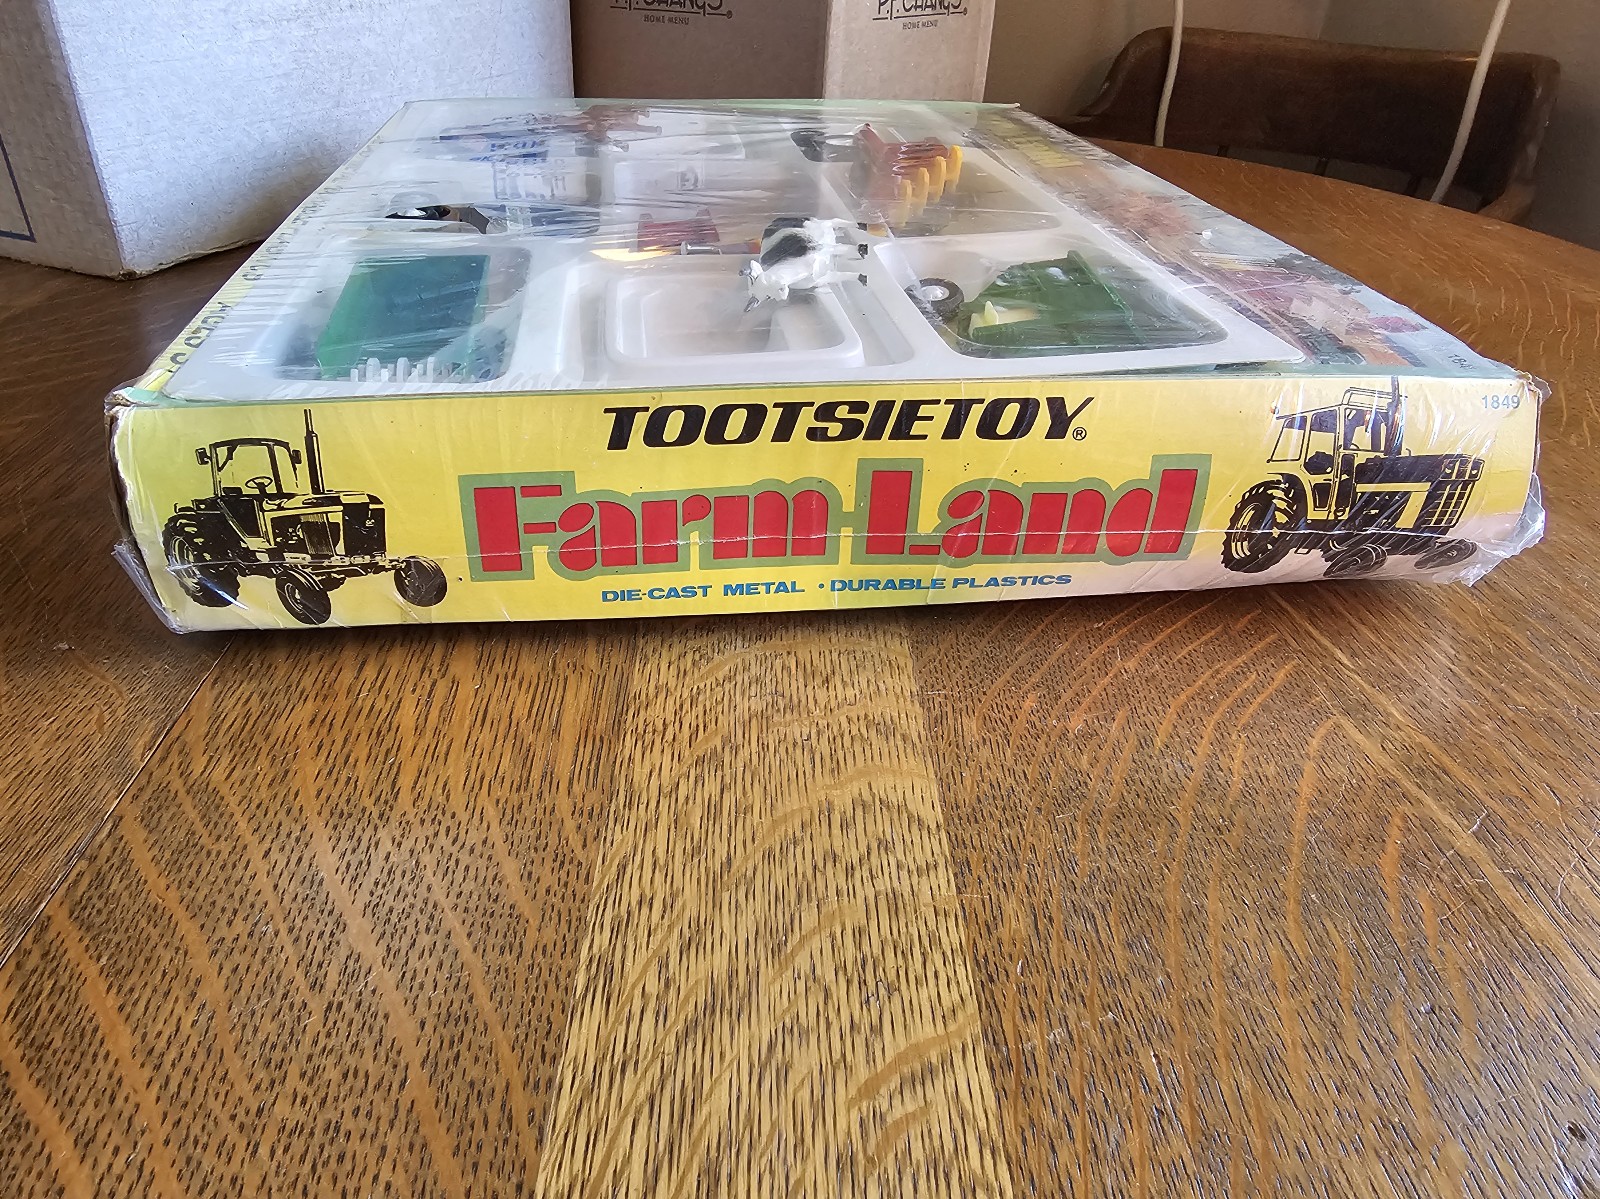 P.F. CHANG'S®
HOME MENU
P.F. CHANG'S®
HOME MENU
TOOTSIETOY®
1849
Farm-Land
DIE-CAST METAL • DURABLE PLASTICS